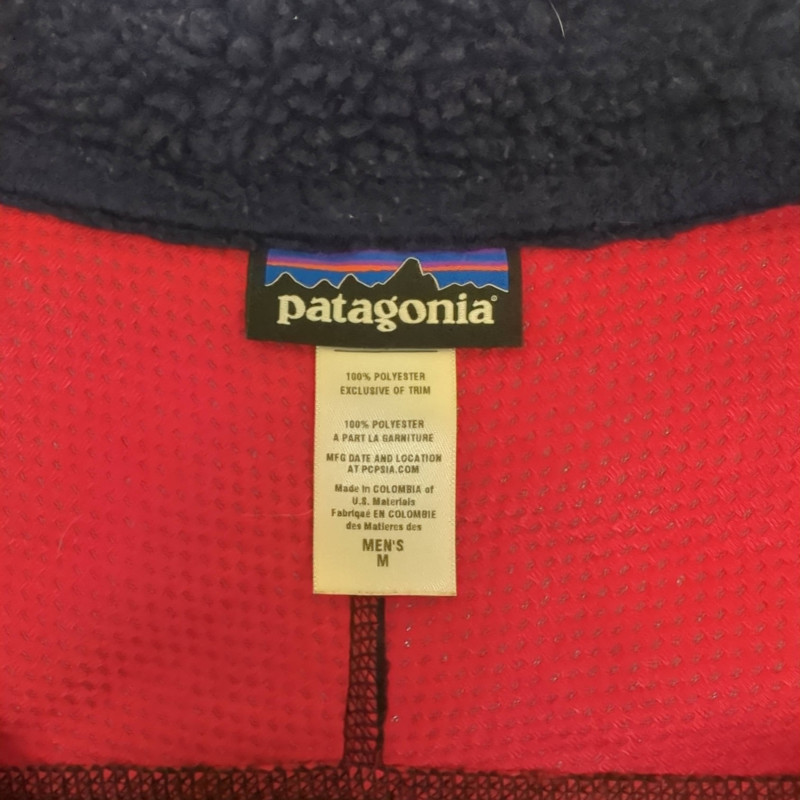 patagonia®
100% POLYESTER
EXCLUSIVE OF TRIM
100% POLYESTER
A PART LA GARNITURE
MFG DATE AND LOCATION
AT PCPSIA.COM
Made in COLOMBIA of
U.S. Materials
Fabriqué EN COLOMBIE
des Matieres des
MEN'S
M